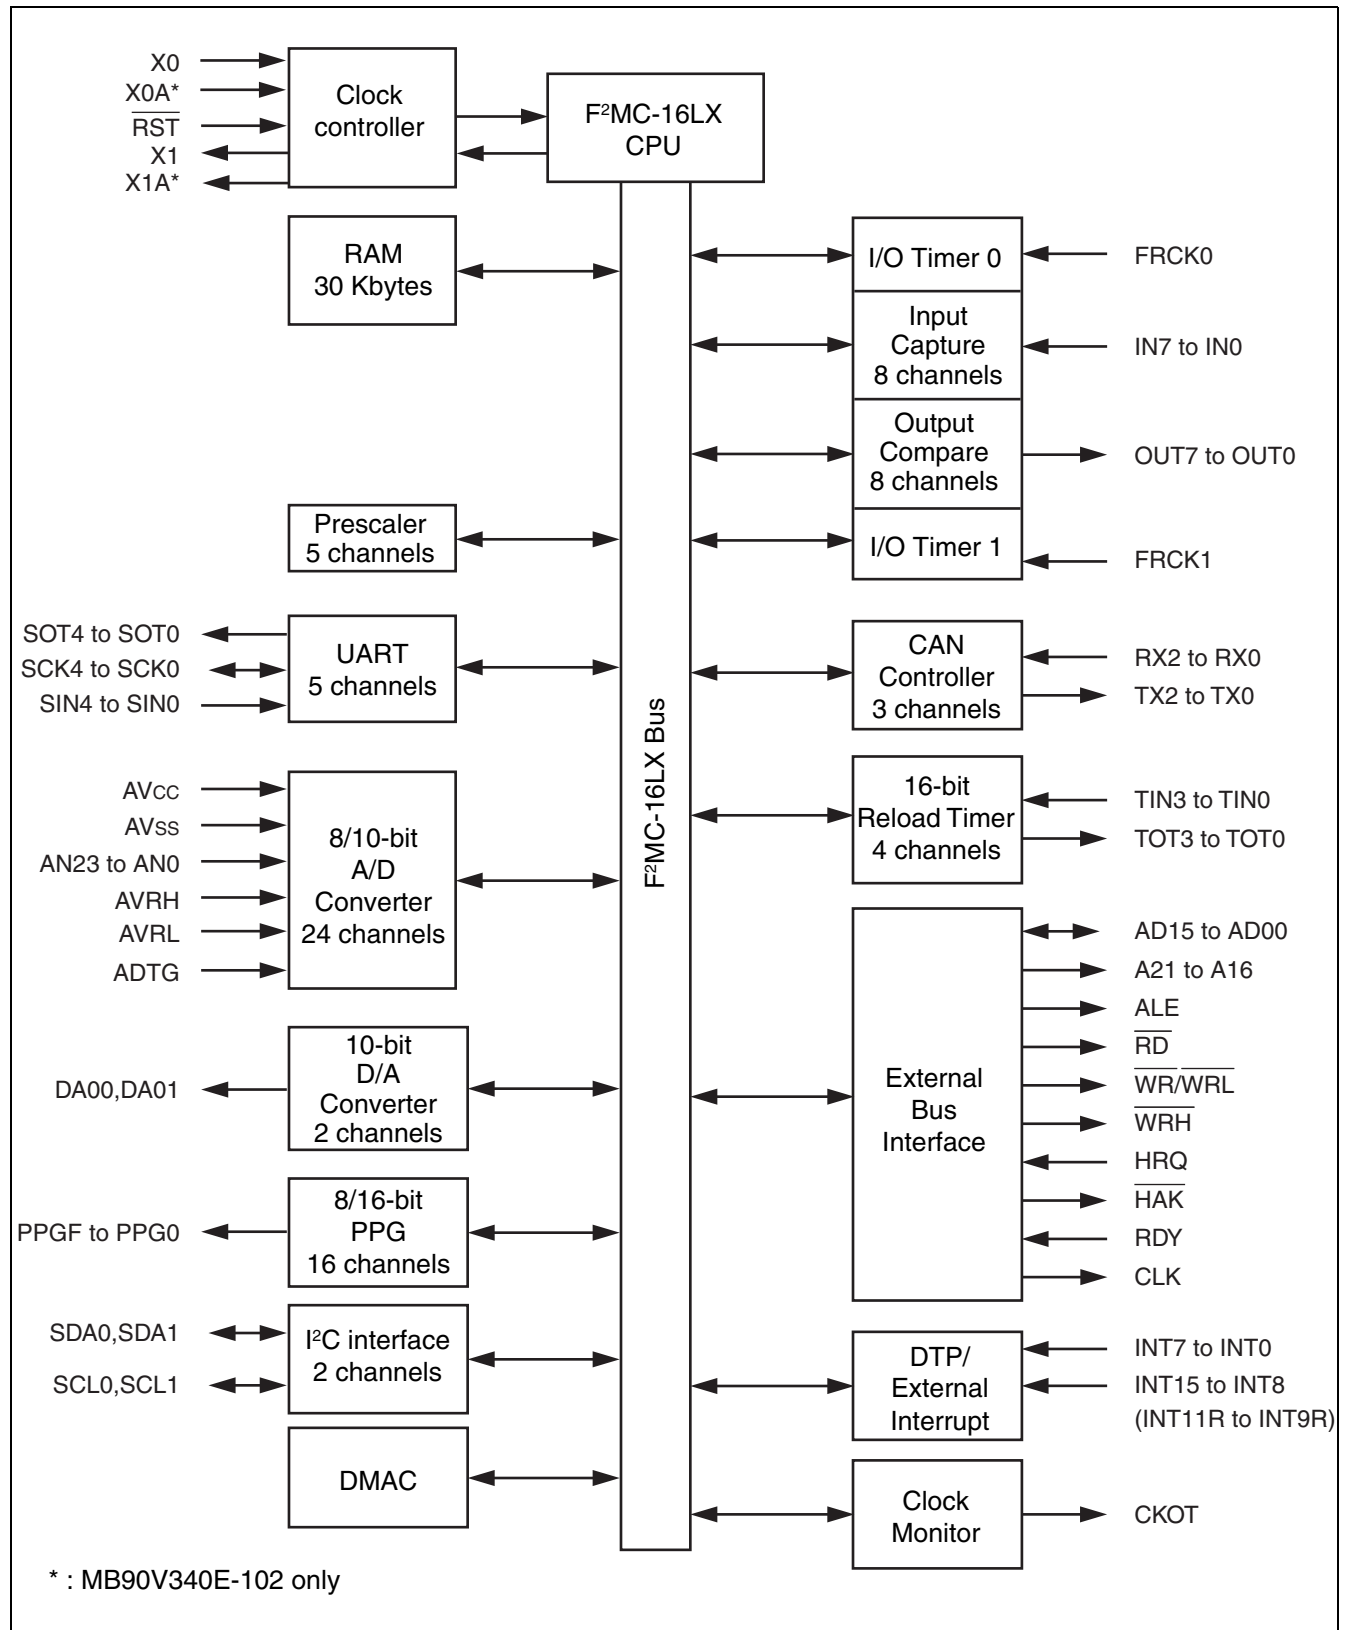 X0
X0A*
RST
X1
X1A*
Clock
controller
F²MC-16LX
CPU
RAM
30 Kbytes
Prescaler
5 channels
SOT4 to SOT0
SCK4 to SCK0
SIN4 to SIN0
UART
5 channels
AVCC
AVSS
AN23 to AN0
AVRH
AVRL
ADTG
8/10-bit
A/D
Converter
24 channels
DA00,DA01
10-bit
D/A
Converter
2 channels
PPGF to PPG0
8/16-bit
PPG
16 channels
SDA0,SDA1
SCL0,SCL1
I²C interface
2 channels
DMAC
F²MC-16LX Bus
I/O Timer 0
FRCK0
Input
Capture
8 channels
IN7 to IN0
Output
Compare
8 channels
OUT7 to OUT0
I/O Timer 1
FRCK1
CAN
Controller
3 channels
RX2 to RX0
TX2 to TX0
16-bit
Reload Timer
4 channels
TIN3 to TIN0
TOT3 to TOT0
External
Bus
Interface
AD15 to AD00
A21 to A16
ALE
RD
WR/WRL
WRH
HRQ
HAK
RDY
CLK
DTP/
External
Interrupt
INT7 to INT0
INT15 to INT8
(INT11R to INT9R)
Clock
Monitor
CKOT
* : MB90V340E-102 only